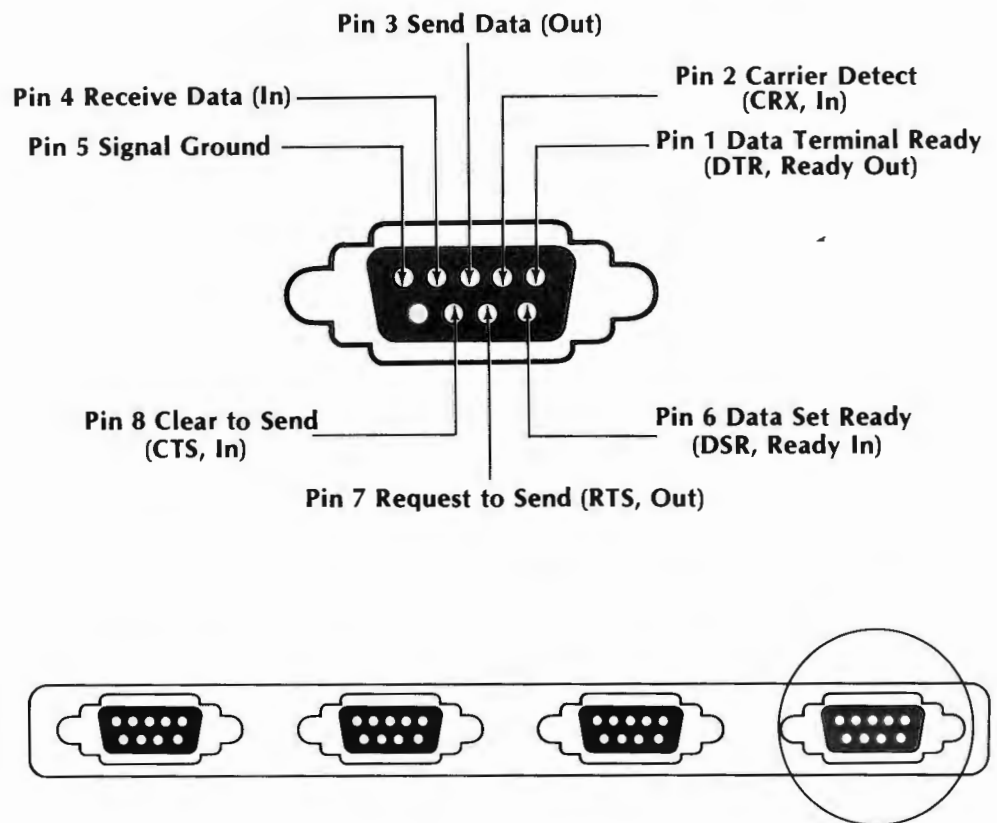 Pin 3 Send Data (Out)
Pin 2 Carrier Detect
(CRX, In)
Pin 4 Receive Data (In)
Pin 1 Data Terminal Ready
(DTR, Ready Out)
Pin 5 Signal Ground
Pin 8 Clear to Send
(CTS, In)
Pin 6 Data Set Ready
(DSR, Ready In)
Pin 7 Request to Send (RTS, Out)